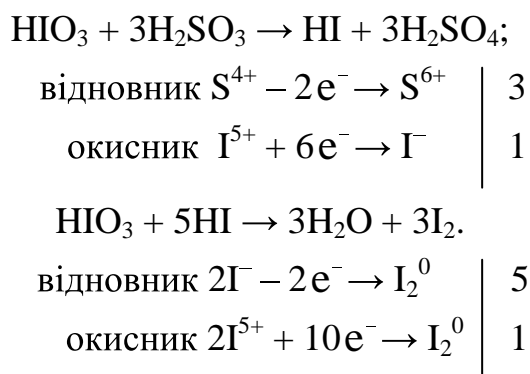 HIO₃ + 3H₂SO₃ → HI + 3H₂SO₄;
відновник S⁴⁺ – 2e⁻ → S⁶⁺ | 3
окисник I⁵⁺ + 6e⁻ → I⁻ | 1
HIO₃ + 5HI → 3H₂O + 3I₂.
відновник 2I⁻ – 2e⁻ → I₂⁰ | 5
окисник 2I⁵⁺ + 10e⁻ → I₂⁰ | 1